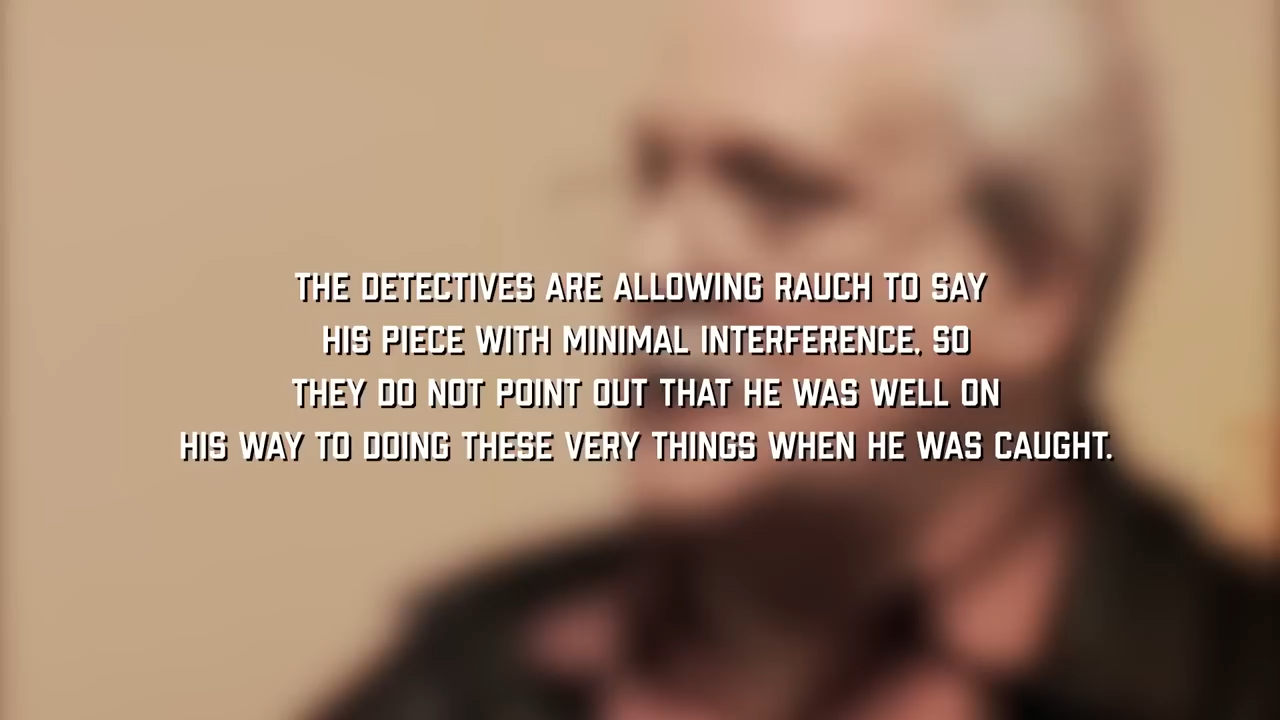 THE DETECTIVES ARE ALLOWING RAUCH TO SAY
HIS PIECE WITH MINIMAL INTERFERENCE, SO
THEY DO NOT POINT OUT THAT HE WAS WELL ON
HIS WAY TO DOING THESE VERY THINGS WHEN HE WAS CAUGHT.